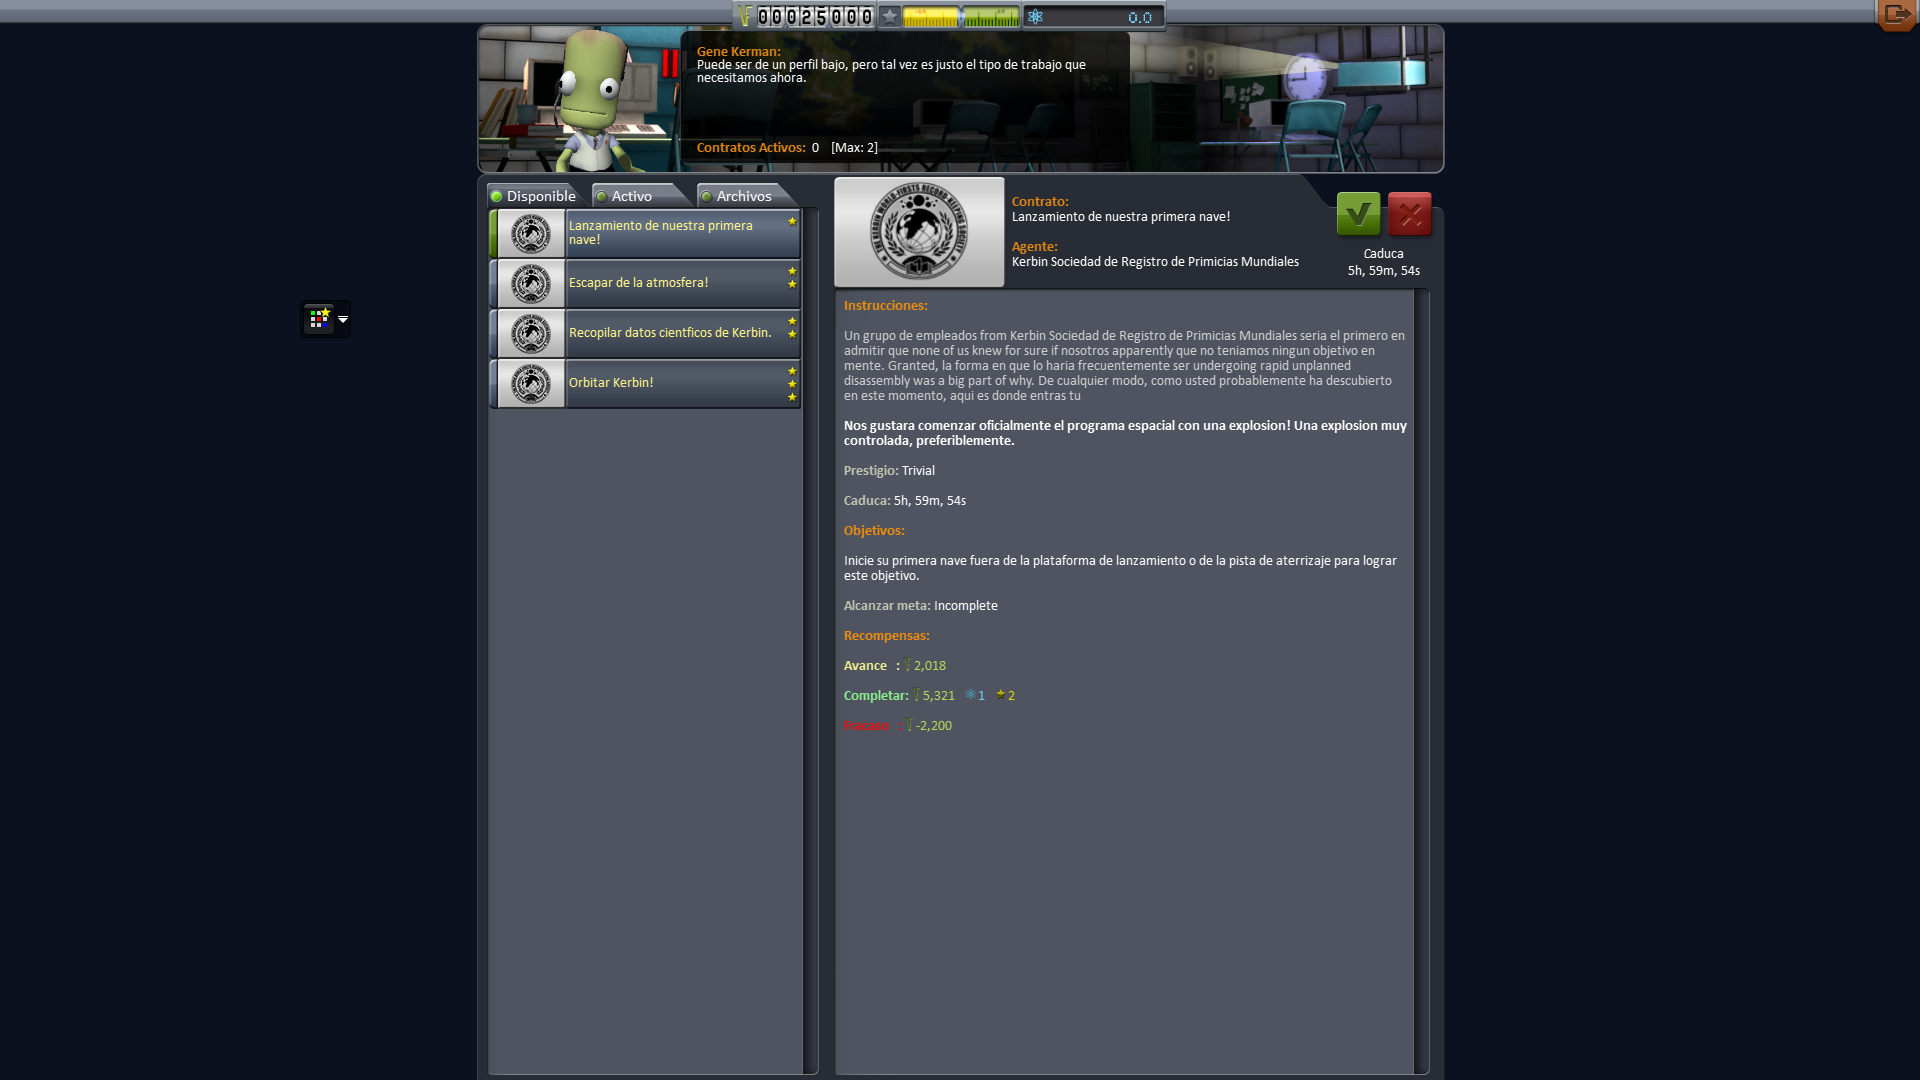 00025000
0.0
Gene Kerman:
Puede ser de un perfil bajo, pero tal vez es justo el tipo de trabajo que
necesitamos ahora.
Contratos Activos: 0 [Max: 2]
Disponible
Activo
Archivos
Lanzamiento de nuestra primera
nave!
Escapar de la atmosfera!
Recopilar datos cientficos de Kerbin.
Orbitar Kerbin!
Contrato:
Lanzamiento de nuestra primera nave!
Agente:
Kerbin Sociedad de Registro de Primicias Mundiales
Caduca
5h, 59m, 54s
Instrucciones:
Un grupo de empleados from Kerbin Sociedad de Registro de Primicias Mundiales seria el primero en
admitir que none of us knew for sure if nosotros apparently que no teniamos ningun objetivo en
mente. Granted, la forma en que lo haria frecuentemente ser undergoing rapid unplanned
disassembly was a big part of why. De cualquier modo, como usted probablemente ha descubierto
en este momento, aqui es donde entras tu
Nos gustara comenzar oficialmente el programa espacial con una explosion! Una explosion muy
controlada, preferiblemente.
Prestigio: Trivial
Caduca: 5h, 59m, 54s
Objetivos:
Inicie su primera nave fuera de la plataforma de lanzamiento o de la pista de aterrizaje para lograr
este objetivo.
Alcanzar meta: Incomplete
Recompensas:
Avance : 2,018
Completar: 5,321 1 2
: -2,200